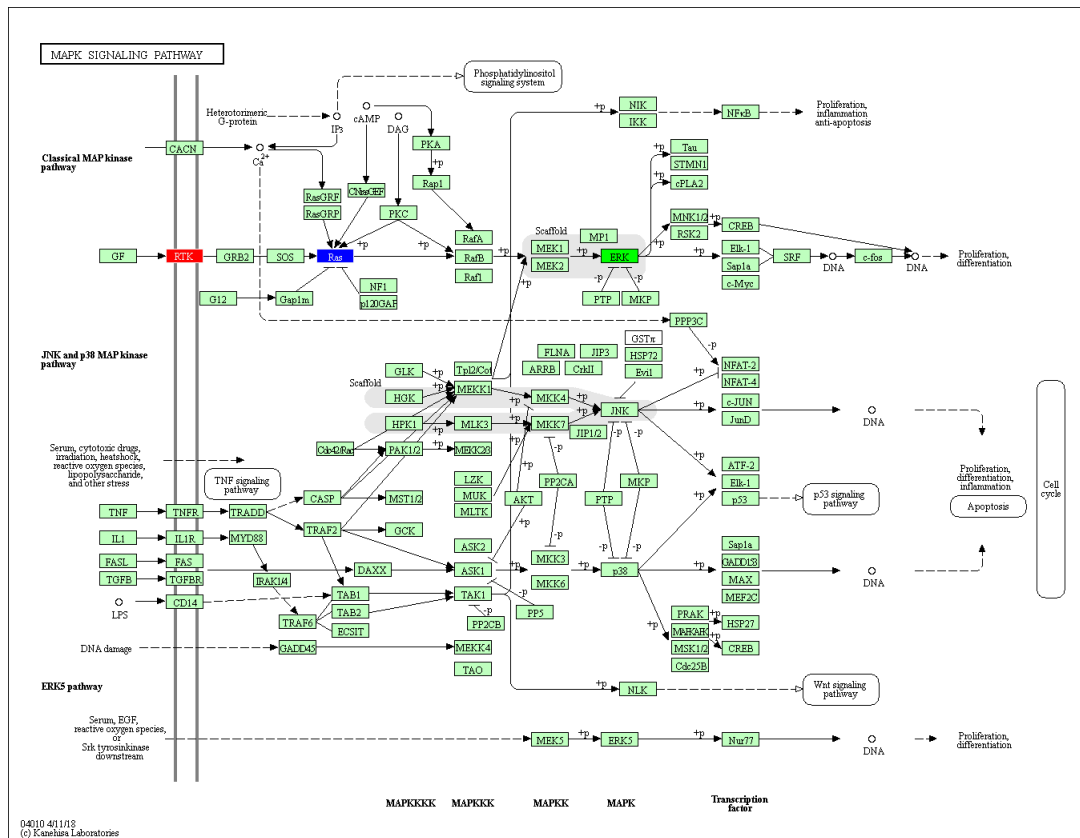 MAPK SIGNALING PATHWAY
Phosphatidylinositol
signaling system
Heterotorimeric
G-protein
IP3
cAMP
DAG
NIK
IKK
NFκB
Proliferation,
inflammation
anti-apoptosis
Classical MAP kinase
pathway
CACN
Ca2+
PKA
+p
Rap1
RasGRF
RasGRP
CNrasGEF
PKC
Tau
STMN1
cPLA2
MNK1/2
RSK2
CREB
GF
RTK
GRB2
SOS
Ras
RafA
RafB
Raf1
Scaffold
MEK1
MEK2
MP1
ERK
PTP
MKP
Elk-1
Sap1a
c-Myc
SRF
DNA
c-fos
DNA
Proliferation,
differentiation
G12
Gap1m
NF1
p120GAP
PPP3C
-p
JNK and p38 MAP kinase
pathway
Scaffold
GLK
HGK
HPK1
Tpl2/Cot
MEKK1
MLK3
MEKK2/3
Cdc42/Rac
PAK1/2
FLNA
JIP3
ARRB
CrkII
GSTπ
HSP72
Evi1
MKK4
MKK7
JNK
JIP1/2
NFAT-2
NFAT-4
c-JUN
JunD
DNA
Serum, cytotoxic drugs,
irradiation, heatshock,
reactive oxygen species,
lipopolysaccharide,
and other stress
TNF signaling
pathway
LZK
MUK
MLTK
AKT
PP2CA
PTP
MKP
ATF-2
Elk-1
p53
p53 signaling
pathway
Proliferation,
differentiation,
inflammation
Apoptosis
Cell
cycle
TNF
TNFR
TRADD
CASP
MST1/2
IL1
IL1R
MYD88
TRAF2
GCK
ASK2
MKK3
FASL
FAS
DAXX
ASK1
MKK6
p38
Sap1a
GADD153
MAX
MEF2C
DNA
TGFB
TGFBR
IRAK1/4
TAB1
TAK1
TAB2
PP5
LPS
CD14
TRAF6
ECSIT
PP2CB
PRAK
MAPKAPK
MSK1/2
Cdc25B
HSP27
CREB
DNA damage
GADD45
MEKK4
TAO
ERK5 pathway
NLK
Wnt signaling
pathway
Serum, EGF,
reactive oxygen species,
or
Srk tyrosinkinase
downstream
MEK5
+p
ERK5
+p
Nur77
DNA
Proliferation,
differentiation
MAPKKKK
MAPKKK
MAPKK
MAPK
Transcription
factor
04010 4/11/18
(c) Kanehisa Laboratories